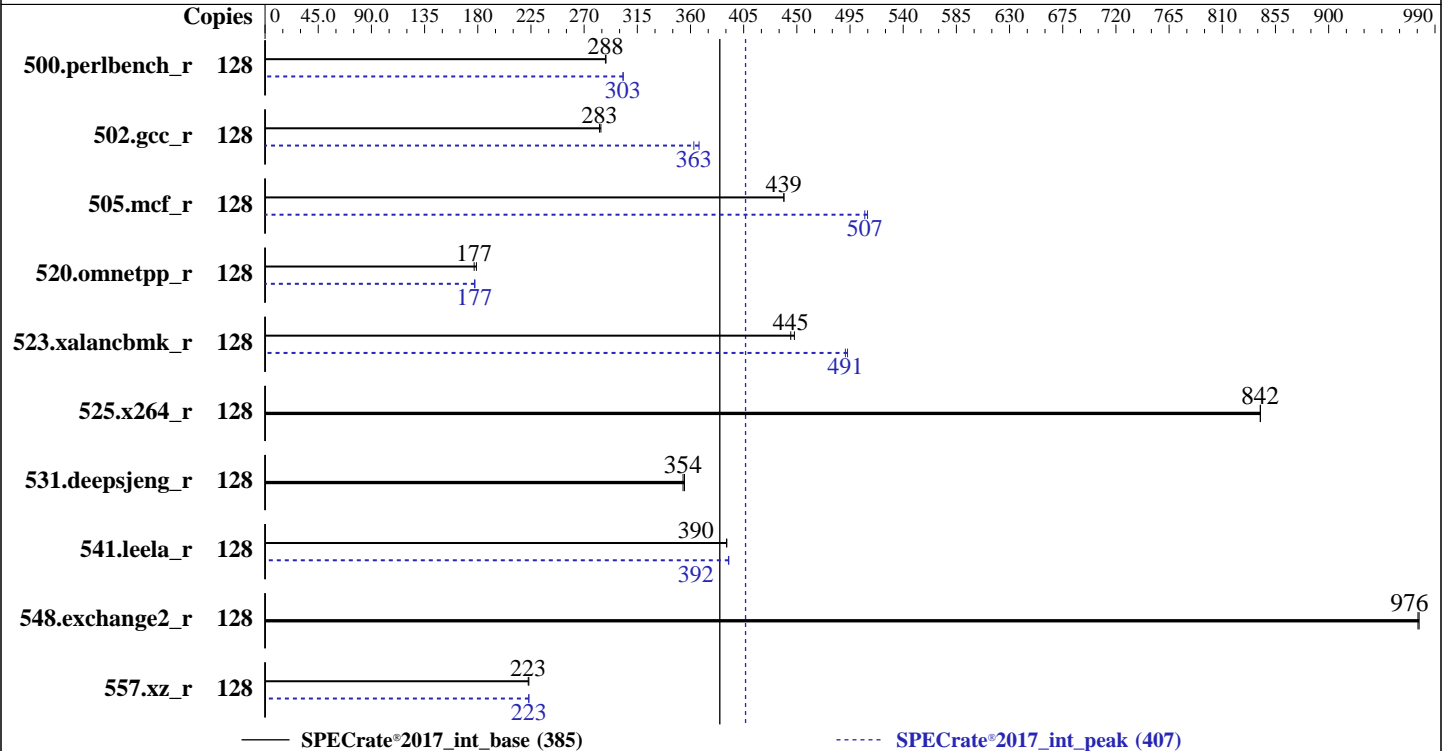 Copies 0 45.0 90.0 135 180 225 270 315 360 405 450 495 540 585 630 675 720 765 810 855 900 990
288
500.perlbench_r 128
303
283
502.gcc_r 128
363
439
505.mcf_r 128
507
177
520.omnetpp_r 128
177
445
523.xalancbmk_r 128
491
842
525.x264_r 128
354
531.deepsjeng_r 128
390
541.leela_r 128
392
976
548.exchange2_r 128
223
557.xz_r 128
223
SPECrate®2017_int_base (385) SPECrate®2017_int_peak (407)